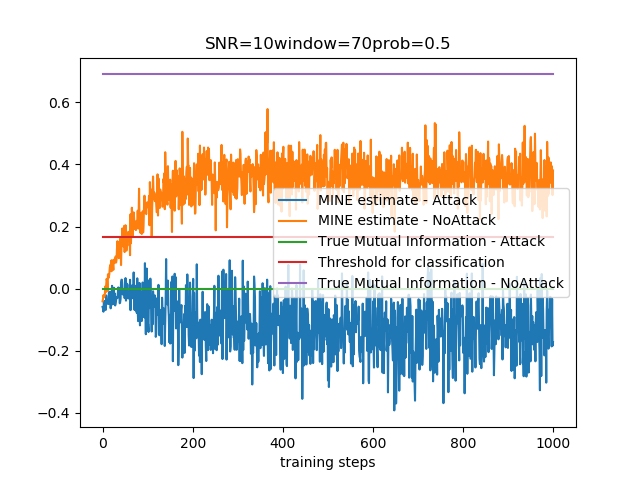 SNR=10window=70prob=0.5
0.6
0.4
0.2
0.0
−0.2
−0.4
MINE estimate - Attack
MINE estimate - NoAttack
True Mutual Information - Attack
Threshold for classification
True Mutual Information - NoAttack
0 200 400 600 800 1000
training steps